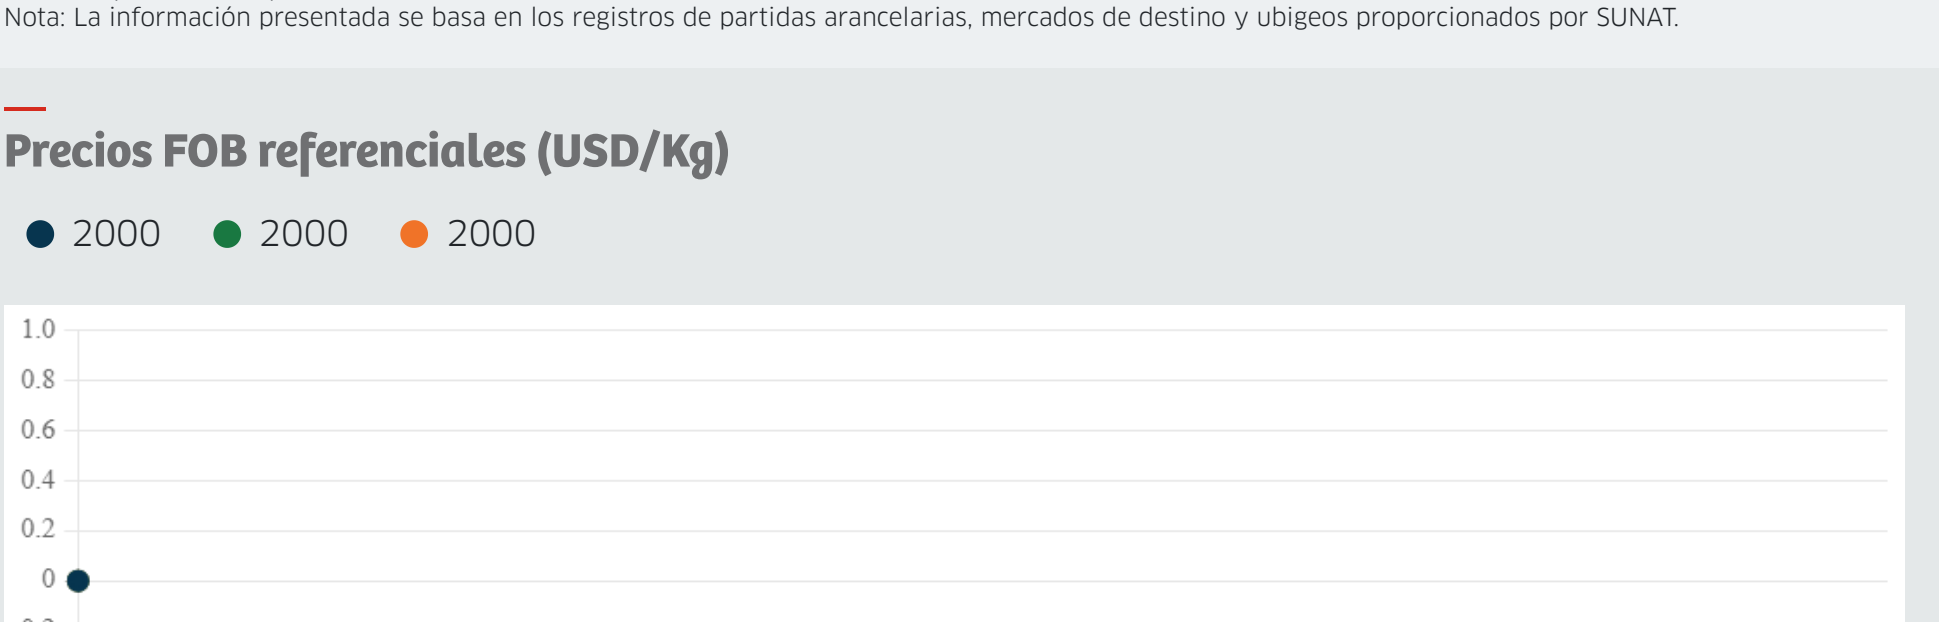 Nota: La información presentada se basa en los registros de partidas arancelarias, mercados de destino y ubigeos proporcionados por SUNAT.
Precios FOB referenciales (USD/Kg)
2000 2000 2000
1.0
0.8
0.6
0.4
0.2
0